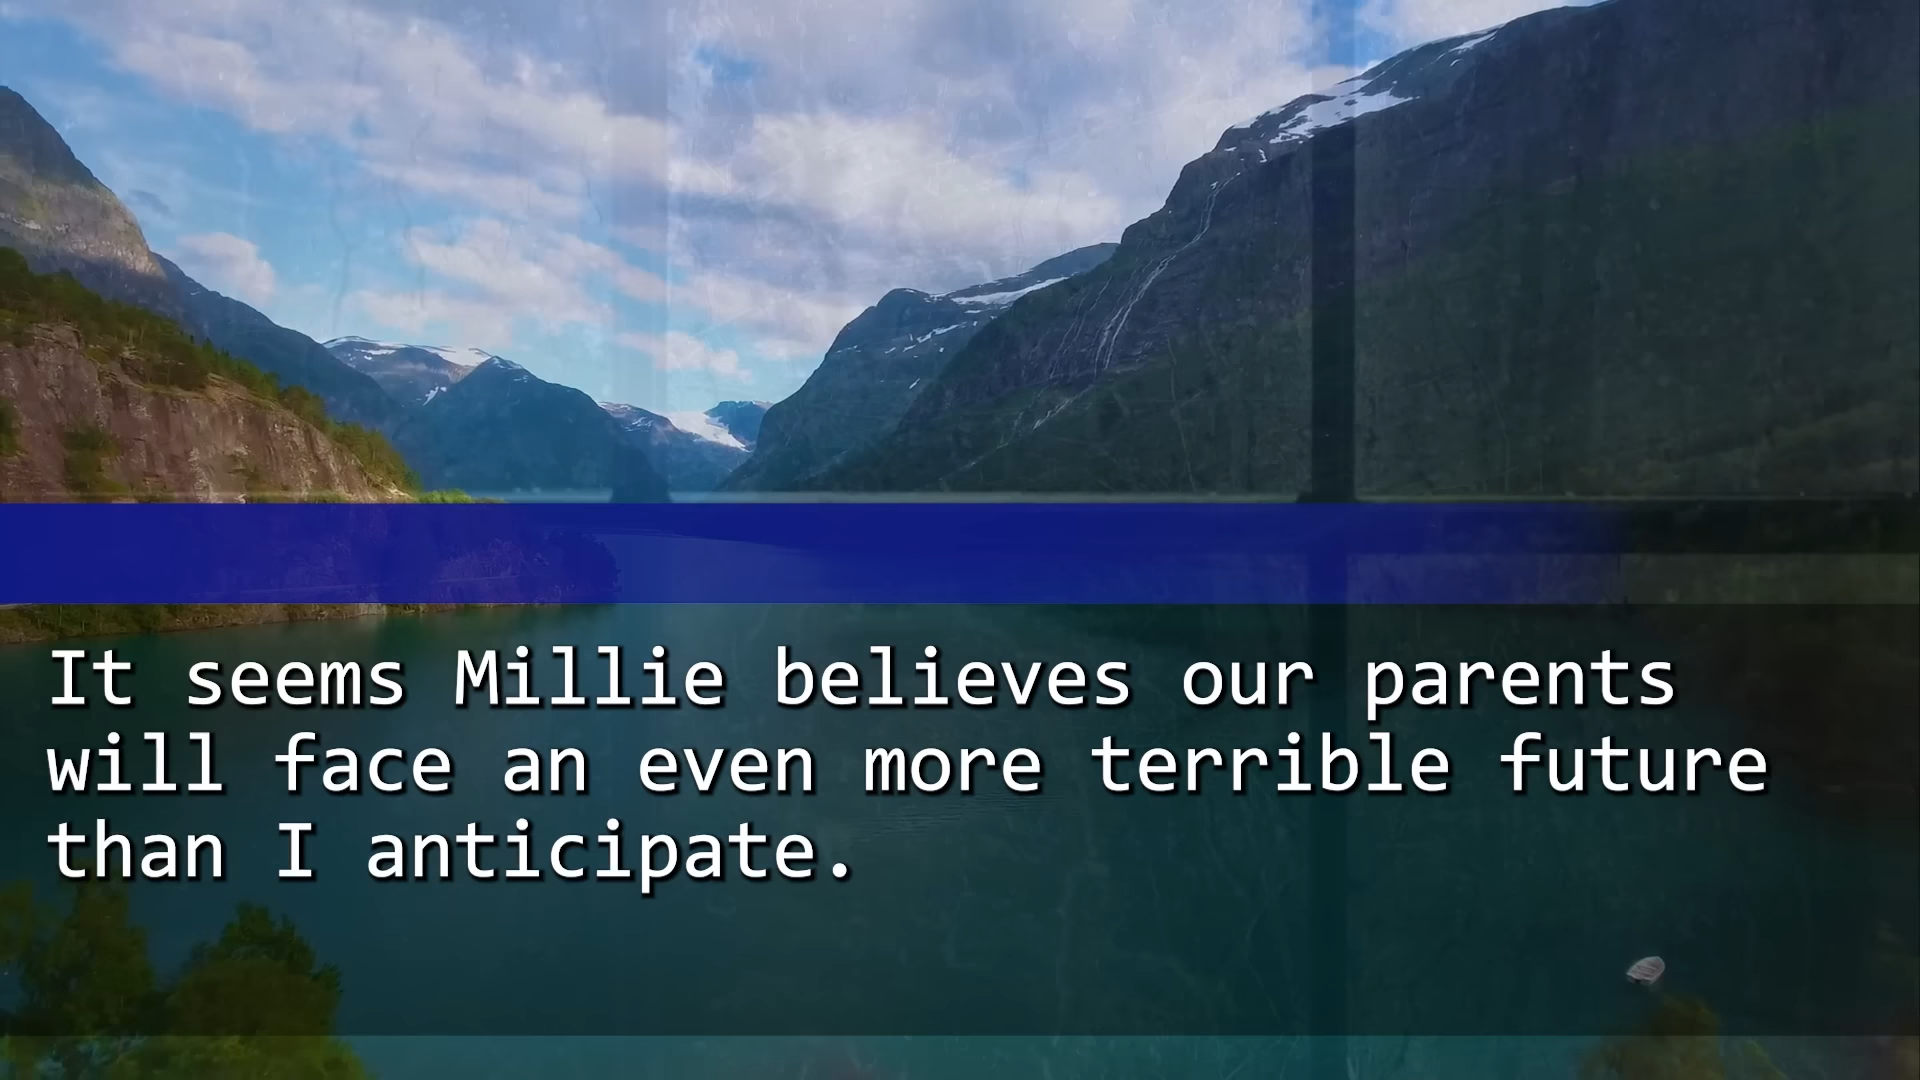 It seems Millie believes our parents
will face an even more terrible future
than I anticipate.